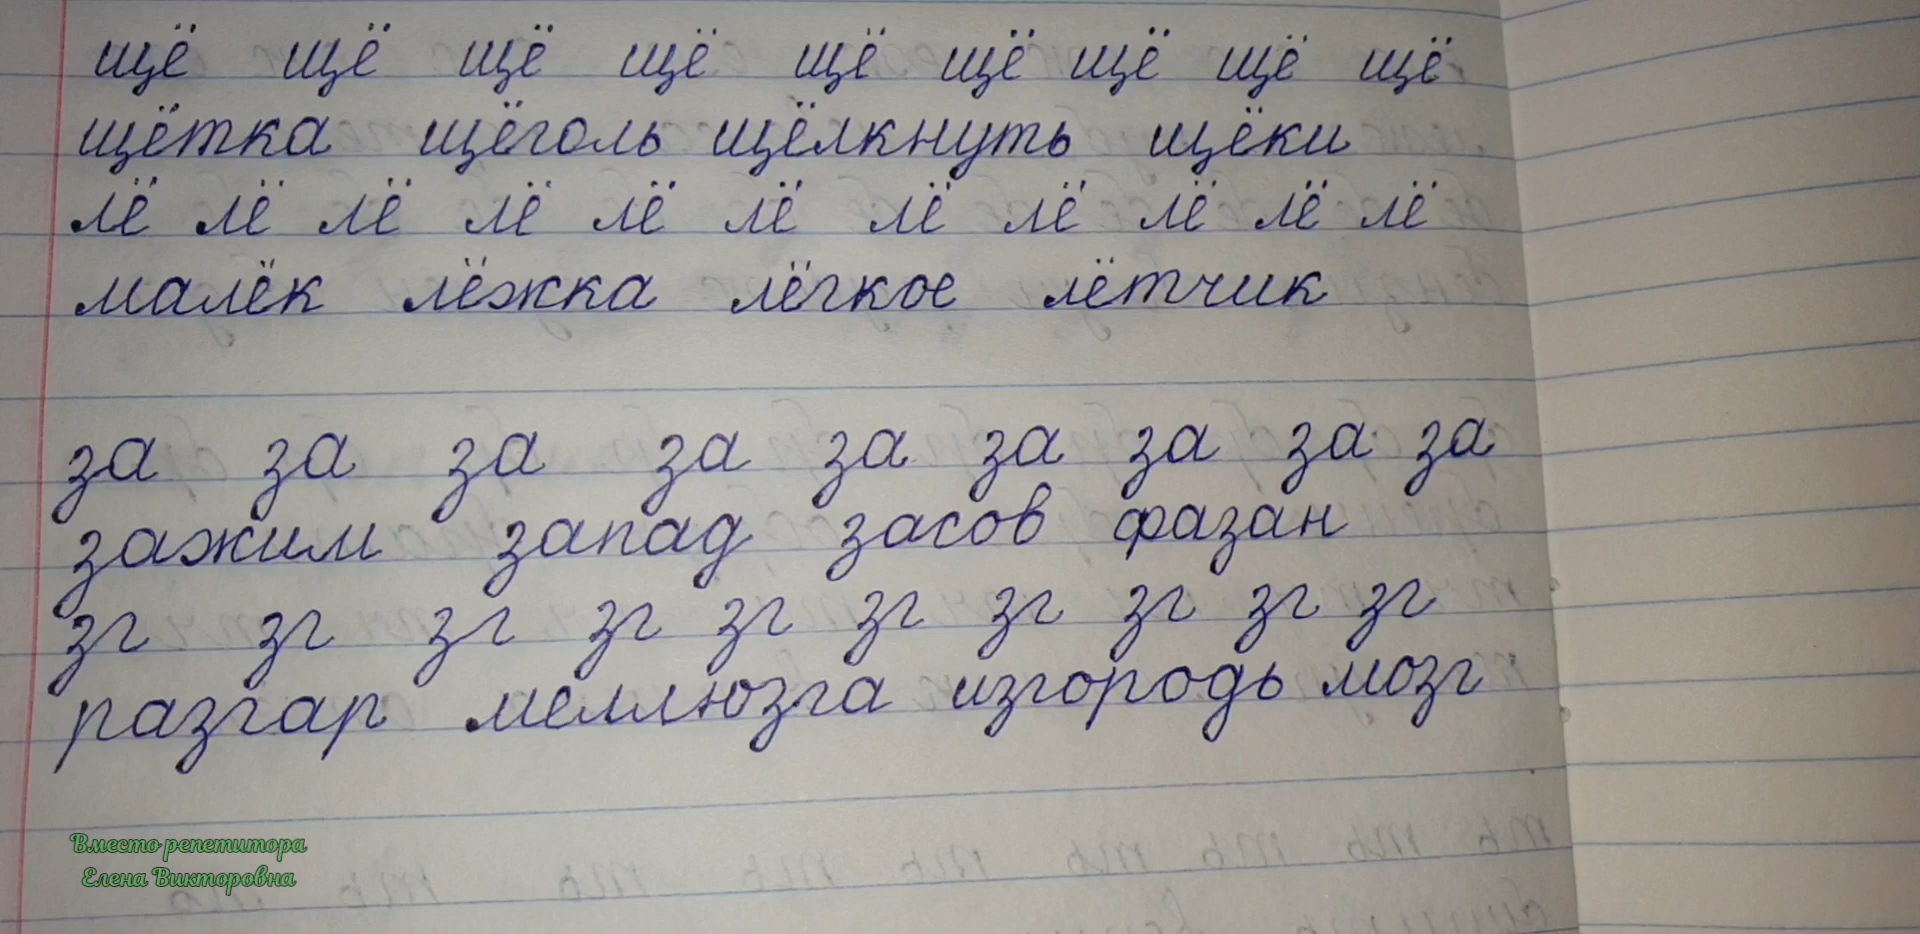 щё щё щё щё щё щё щё щё щё
щётка щёголь щёлкнуть щёки
лё лё лё лё лё лё лё лё лё лё лё
малёк лёжка лёгкое лётчик
за за за за за за за за за
зажим запад засов фазан
зг зг зг зг зг зг зг зг зг зг
разгар меллюзга изгородь мозг
Вместо репетитора
Елена Викторовна